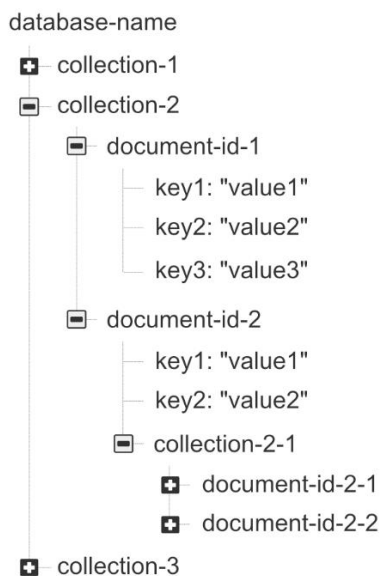 database-name
collection-1
collection-2
document-id-1
key1: "value1"
key2: "value2"
key3: "value3"
document-id-2
key1: "value1"
key2: "value2"
collection-2-1
document-id-2-1
document-id-2-2
collection-3